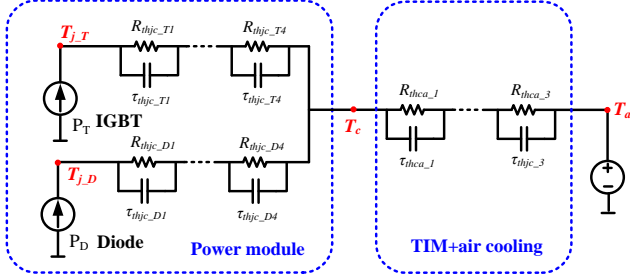 R_thjc_T1
R_thjc_T4
T_j_T
τ_thjc_T1
τ_thjc_T4
P_T IGBT
R_thca_1
R_thca_3
T_c
T_a
τ_thca_1
τ_thjc_3
R_thjc_D1
R_thjc_D4
T_j_D
τ_thjc_D1
τ_thjc_D4
P_D Diode
Power module
TIM+air cooling